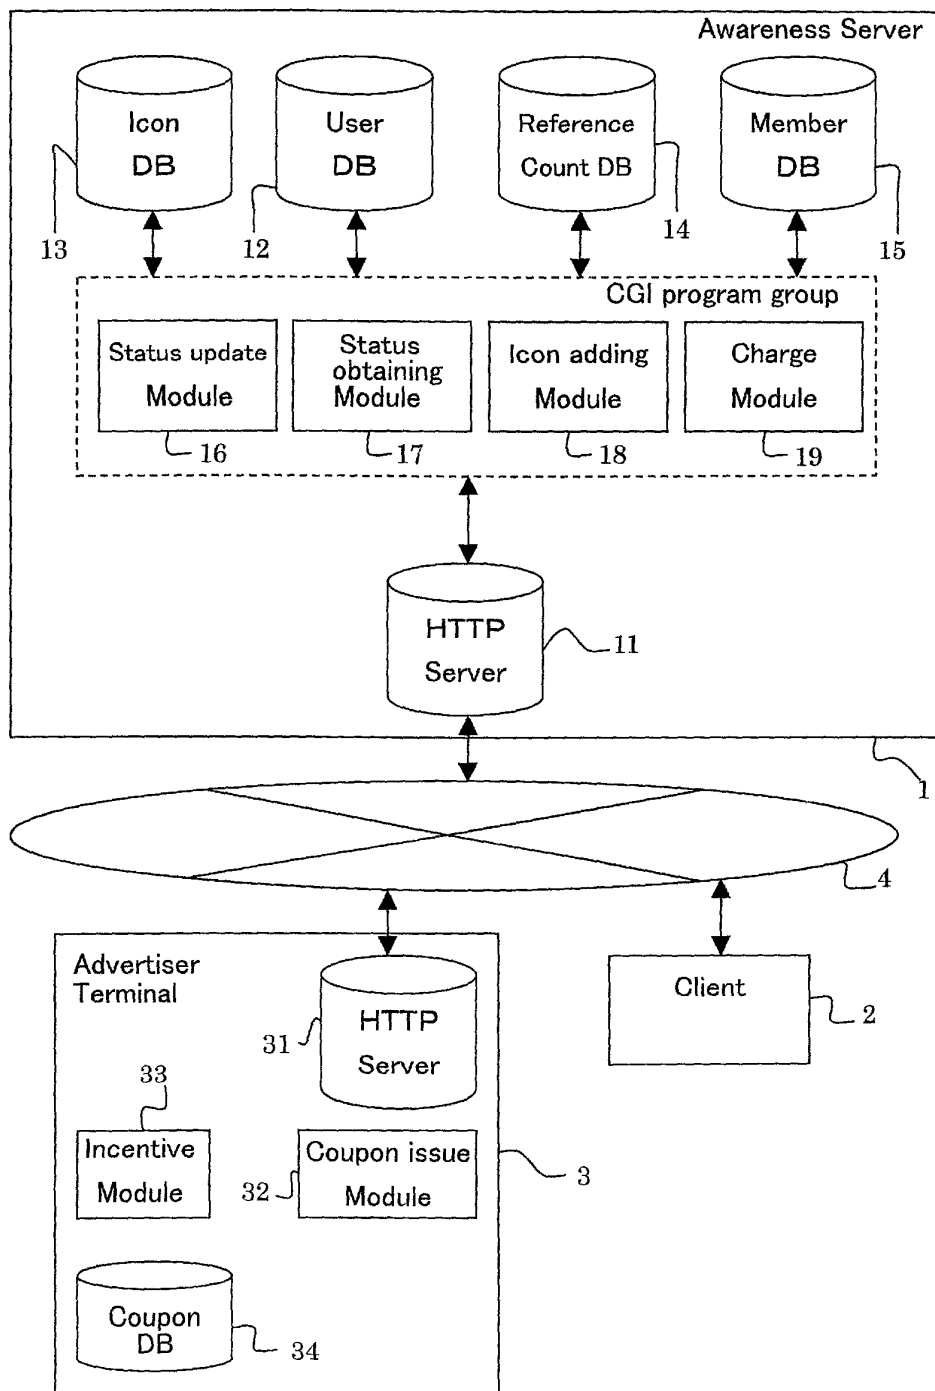 Awareness Server
Icon
DB
User
DB
Reference
Count DB
Member
DB
13
12
14
15
CGI program group
Status update
Module
Status
obtaining
Module
Icon adding
Module
Charge
Module
16
17
18
19
HTTP
Server
11
1
4
Advertiser
Terminal
HTTP
Server
31
Client
2
33
Incentive
Module
32
Coupon issue
Module
3
Coupon
DB
34